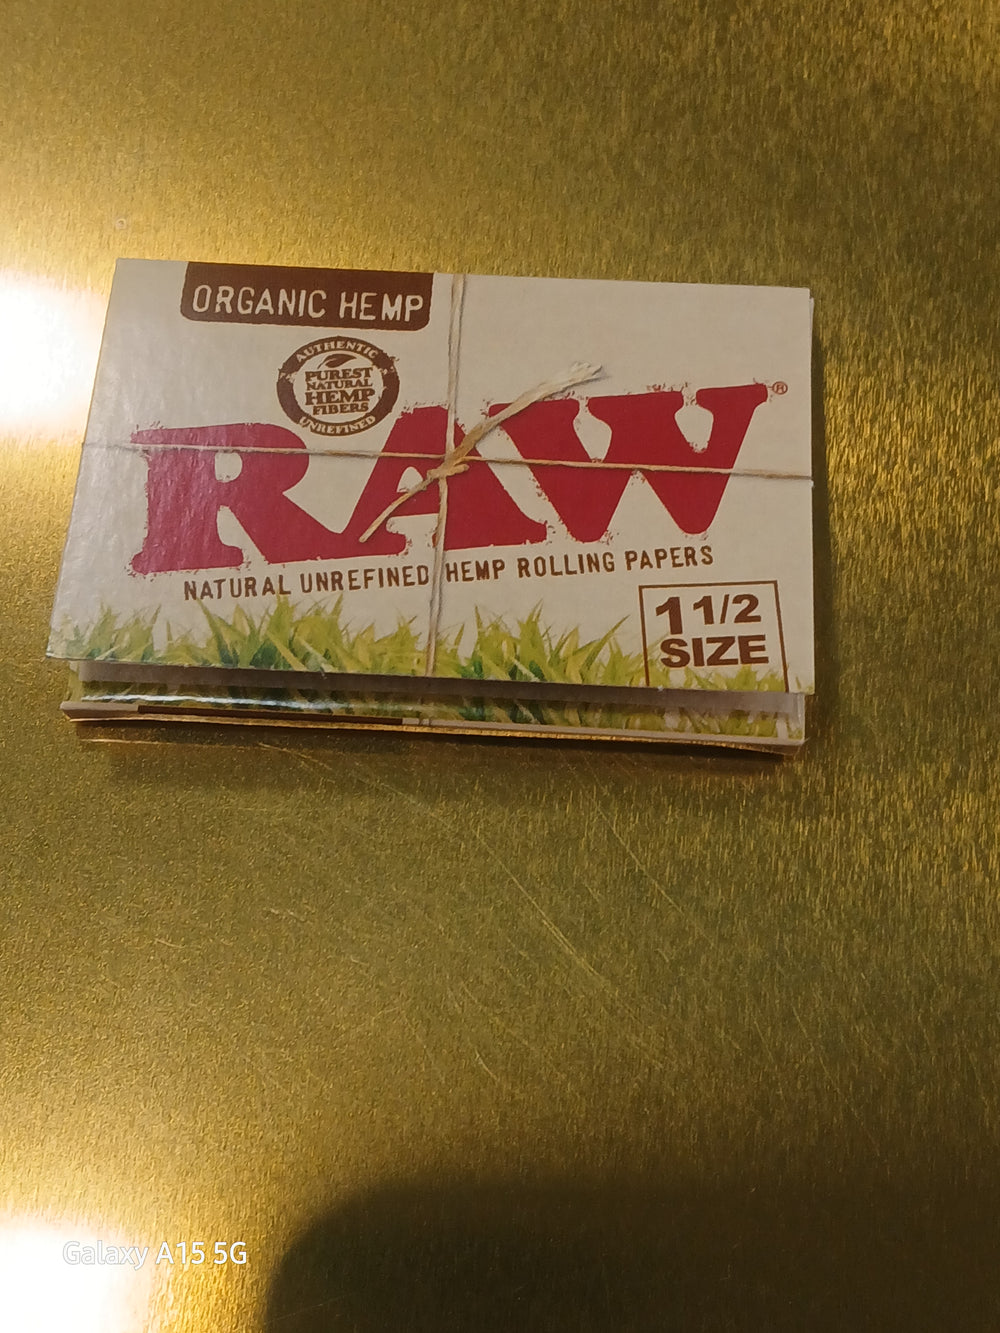 ORGANIC HEMP
AUTHENTIC
PUREST
NATURAL
HEMP
FIBERS
UNREFINED
RAW®
NATURAL UNREFINED HEMP ROLLING PAPERS
1 1/2
SIZE
Galaxy A15 5G